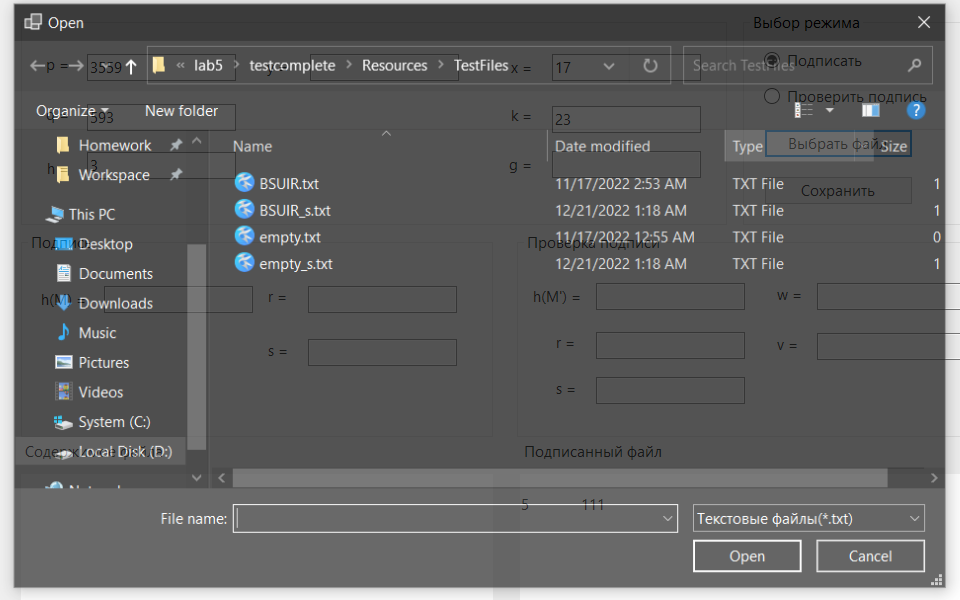 Open
Выбор режима
p = 3539
« lab5 > testcomplete > Resources > TestFiles
x = 17
Search TestFiles
Подписать
Organize
New folder
593
k = 23
Проверить подпись
Homework
Name
Date modified
Type
Выбрать файл
Size
h
3
g =
Workspace
BSUIR.txt 11/17/2022 2:53 AM TXT File 1
Сохранить
This PC
BSUIR_s.txt 12/21/2022 1:18 AM TXT File 1
Desktop
empty.txt 11/17/2022 12:55 AM TXT File 0
Проверка подписи
Documents
empty_s.txt 12/21/2022 1:18 AM TXT File 1
Downloads
h(M') =
r =
h(M') =
w =
Music
Pictures
s =
r =
v =
Videos
s =
System (C:)
Local Disk (D:)
Подписанный файл
5 111
File name:
Текстовые файлы(*.txt)
Open
Cancel